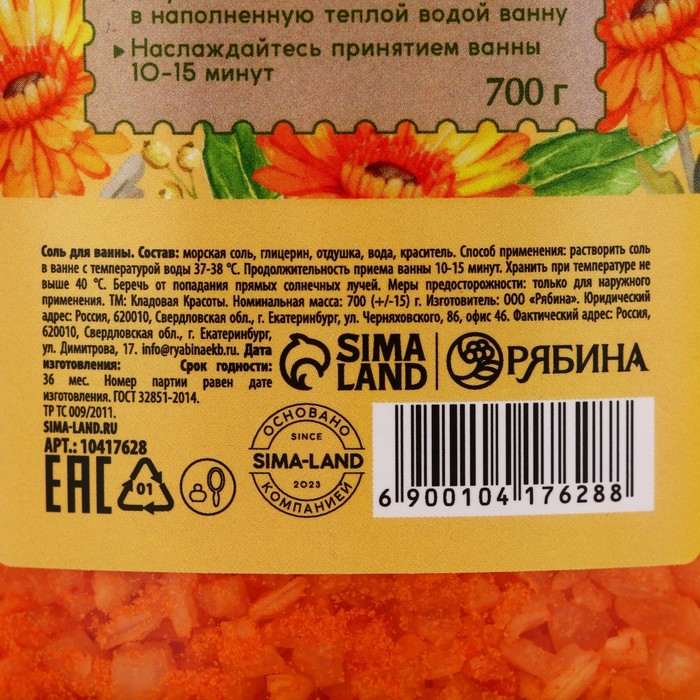 в наполненную теплой водой ванну
▸Наслаждайтесь принятием ванны
10-15 минут
700 г
Соль для ванны. Состав: морская соль, глицерин, отдушка, вода, краситель. Способ применения: растворить соль
в ванне с температурой воды 37-38 °С. Продолжительность приема ванны 10-15 минут. Хранить при температуре не
выше 40 °С. Беречь от попадания прямых солнечных лучей. Меры предосторожности: только для наружного
применения. ТМ: Кладовая Красоты. Номинальная масса: 700 (+/-15) г. Изготовитель: ООО «Рябина». Юридический
адрес: Россия, 620010, Свердловская обл., г. Екатеринбург, ул. Черняховского, 86, офис 46. Фактический адрес: Россия,
620010, Свердловская обл., г. Екатеринбург,
ул. Димитрова, 17. info@ryabinaekb.ru. Дата
изготовления: Срок годности:
36 мес. Номер партии равен дате
изготовления. ГОСТ 32851-2014.
ТР ТС 009/2011.
SIMA-LAND.RU
АРТ.: 10417628
SIMA
LAND
РЯБИНА
EAC
01
ОСНОВАНО
SINCE
SIMA-LAND
2023
КОМПАНИЕЙ
6 900104 176288